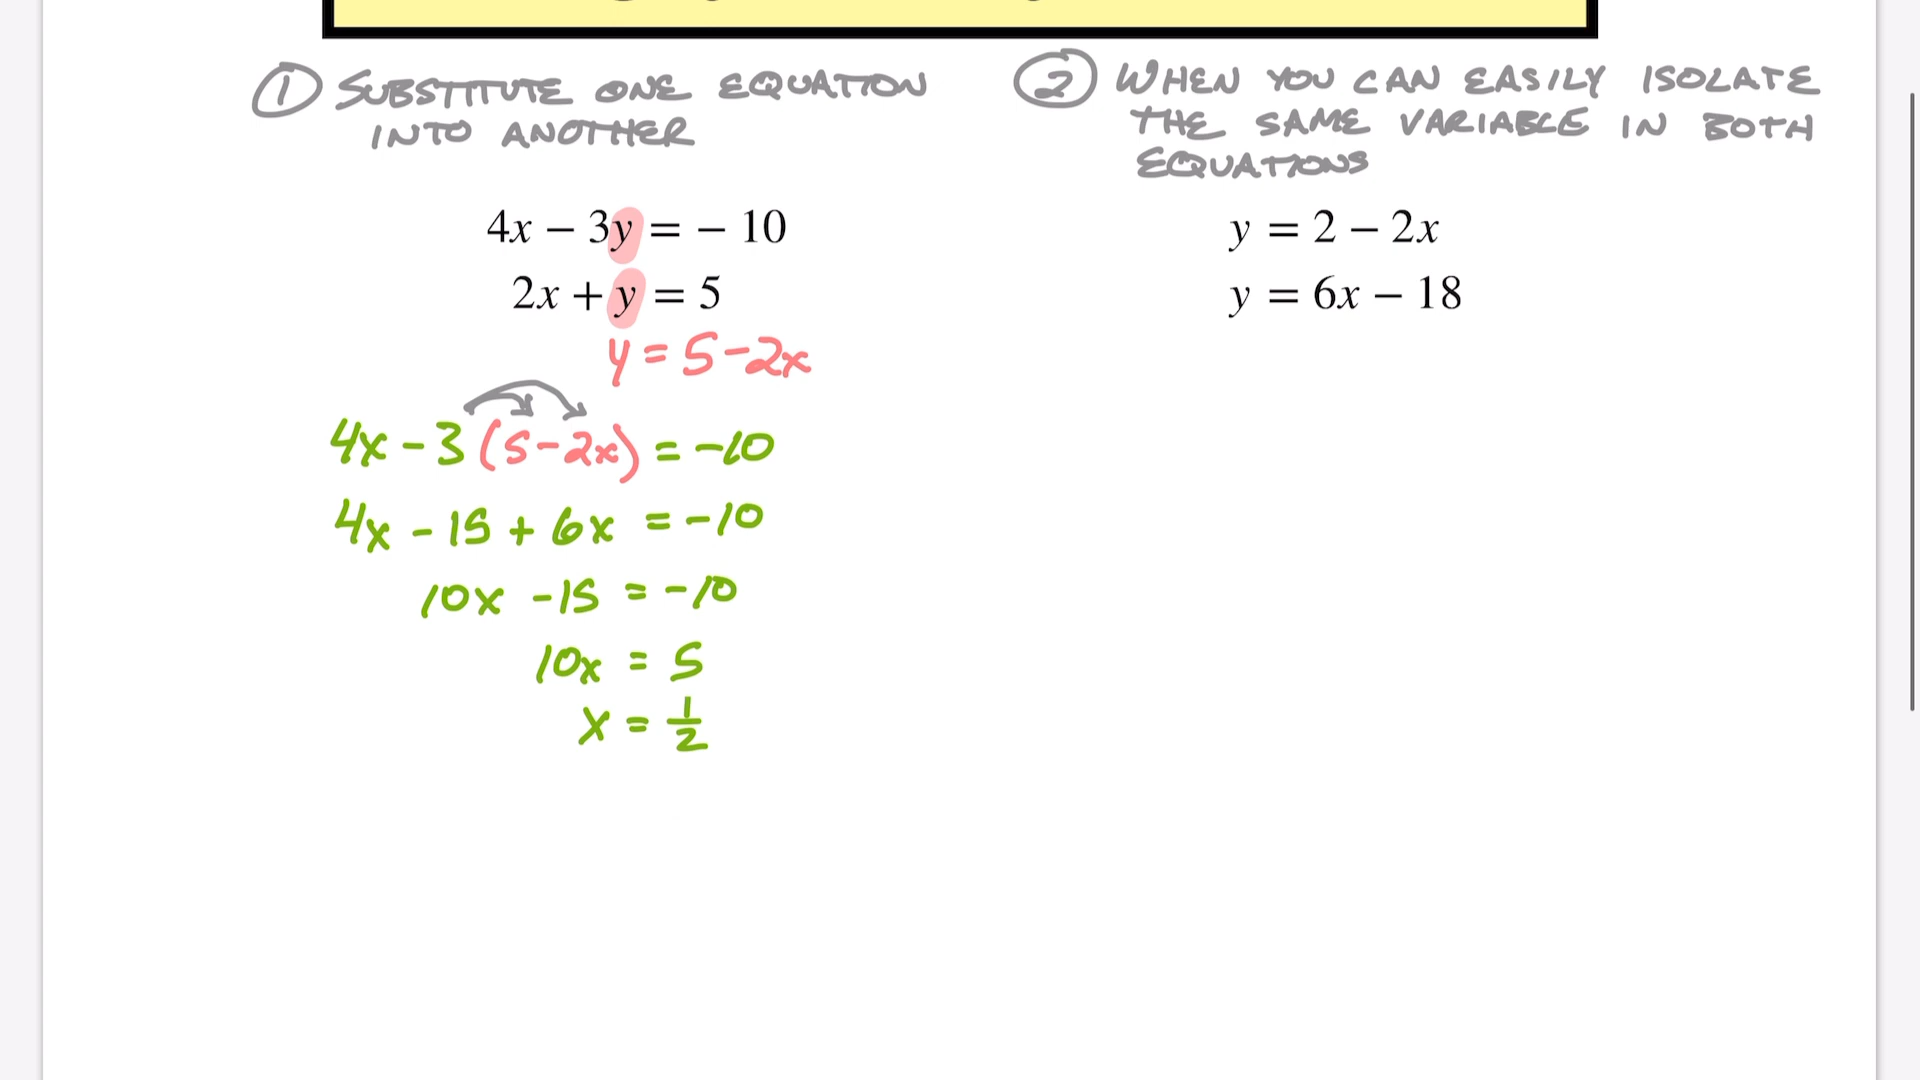 ① SUBSTITUTE ONE EQUATION
INTO ANOTHER
4x − 3y = − 10
2x + y = 5
y = 5-2x
4x - 3(5-2x) = -10
4x - 15 + 6x = -10
10x - 15 = -10
10x = 5
x = 1/2
② WHEN YOU CAN EASILY ISOLATE
THE SAME VARIABLE IN BOTH
EQUATIONS
y = 2 − 2x
y = 6x − 18